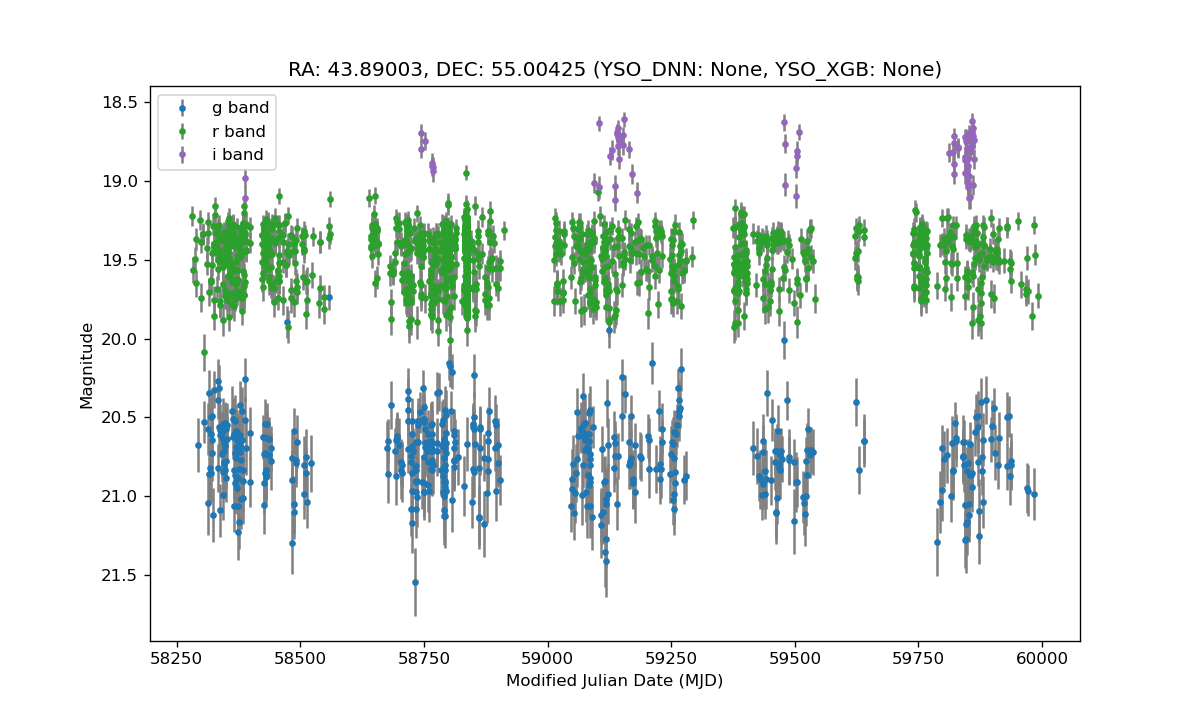 RA: 43.89003, DEC: 55.00425 (YSO_DNN: None, YSO_XGB: None)
g band
r band
i band
18.5
19.0
19.5
20.0
20.5
21.0
21.5
Magnitude
58250 58500 58750 59000 59250 59500 59750 60000
Modified Julian Date (MJD)